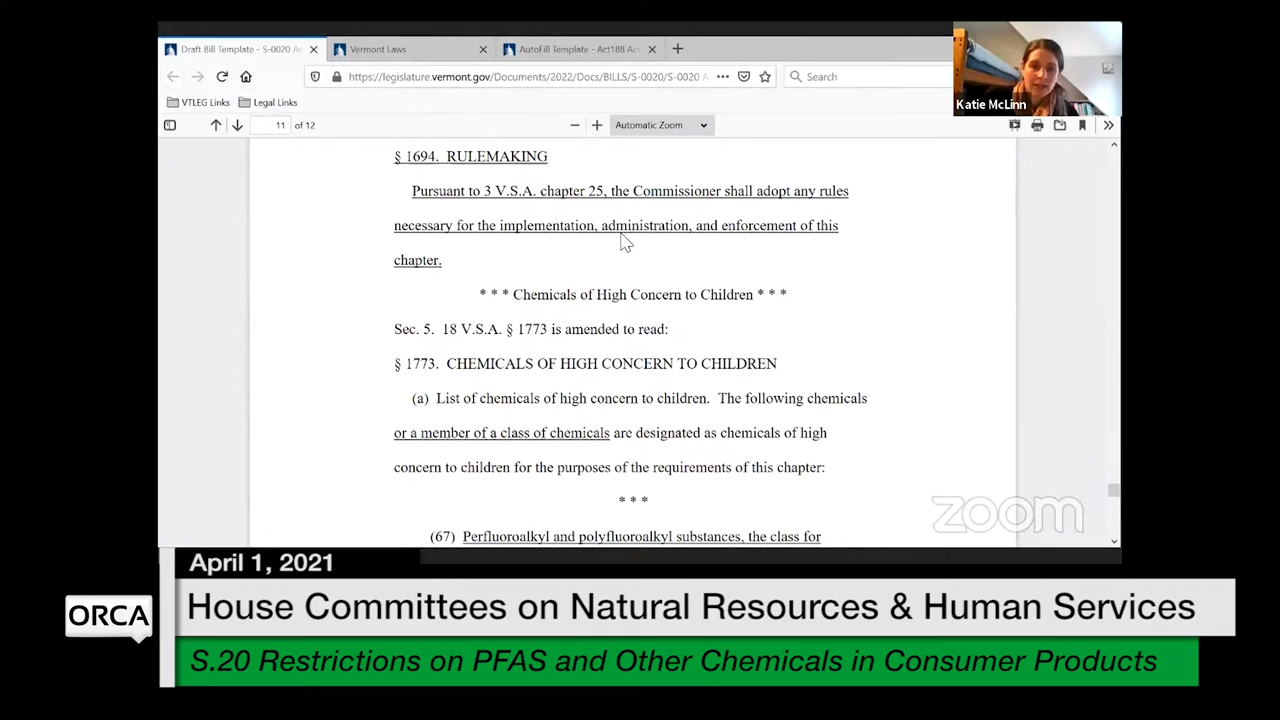 Draft Bill Template - S-0020 A
Vermont Laws
AutoFill Template - Act188 Ac
https://legislature.vermont.gov/Documents/2022/Docs/BILLS/S-0020/S-0020 A
Search
VTLEG Links
Legal Links
Katie McLinn
11 of 12
Automatic Zoom
§ 1694. RULEMAKING
Pursuant to 3 V.S.A. chapter 25, the Commissioner shall adopt any rules
necessary for the implementation, administration, and enforcement of this
chapter.
* * * Chemicals of High Concern to Children * * *
Sec. 5. 18 V.S.A. § 1773 is amended to read:
§ 1773. CHEMICALS OF HIGH CONCERN TO CHILDREN
(a) List of chemicals of high concern to children. The following chemicals
or a member of a class of chemicals are designated as chemicals of high
concern to children for the purposes of the requirements of this chapter:
* * *
zoom
(67) Perfluoroalkyl and polyfluoroalkyl substances, the class for
April 1, 2021
ORCA
House Committees on Natural Resources & Human Services
S.20 Restrictions on PFAS and Other Chemicals in Consumer Products